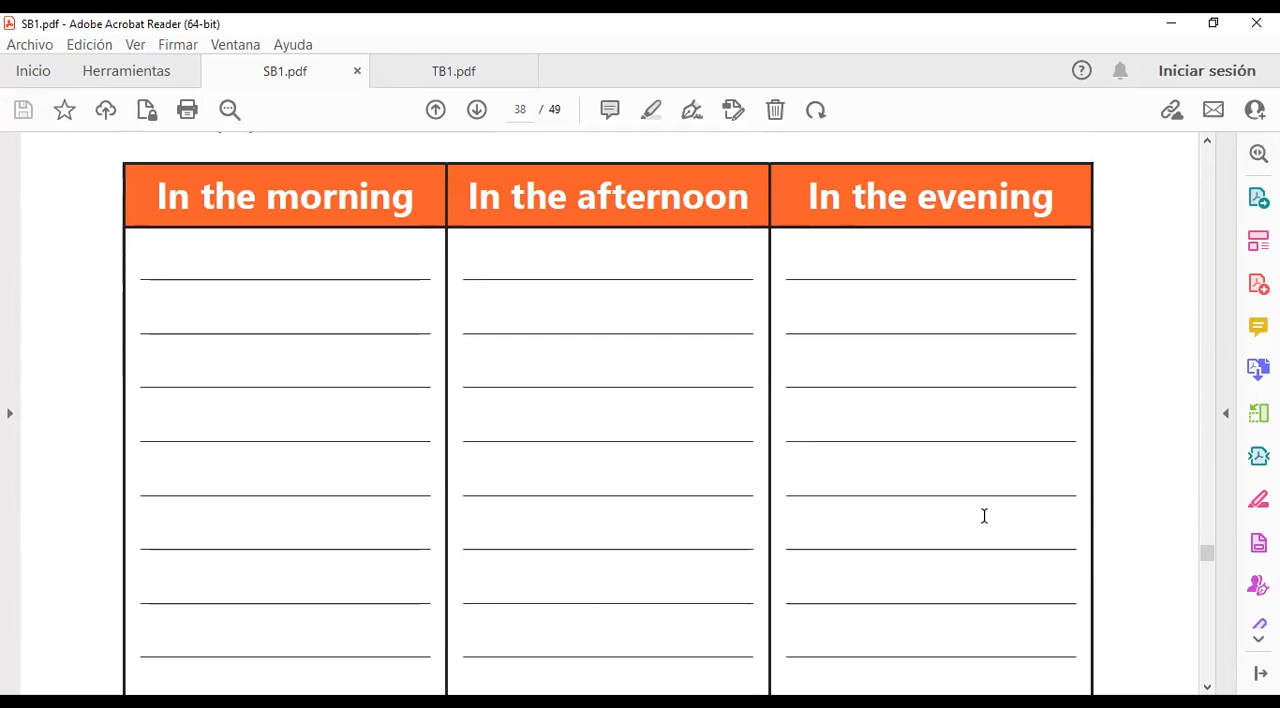 SB1.pdf - Adobe Acrobat Reader (64-bit)
Archivo Edición Ver Firmar Ventana Ayuda
Inicio Herramientas SB1.pdf × TB1.pdf Iniciar sesión
38 / 49
In the morning In the afternoon In the evening